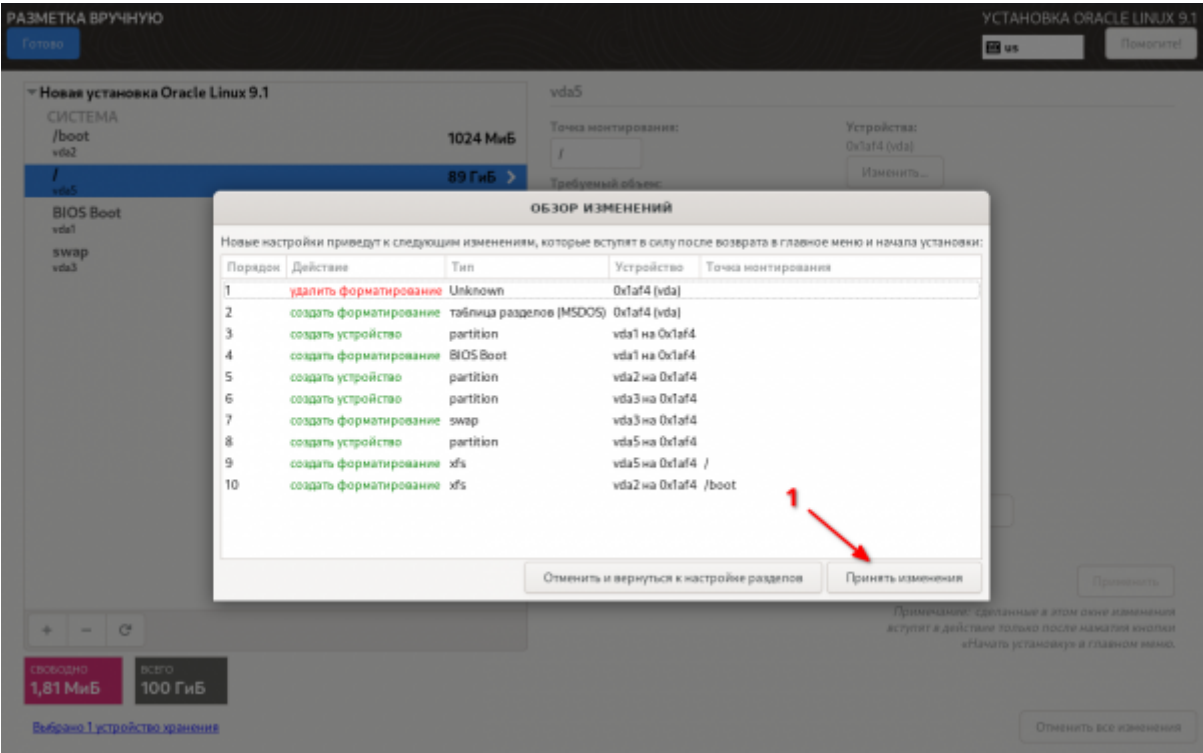 РАЗМЕТКА ВРУЧНУЮ
УСТАНОВКА ORACLE LINUX 9.1
Готово
us
Помогите!
Новая установка Oracle Linux 9.1
СИСТЕМА
/boot
1024 МиБ
vda2
/
89 ГиБ
vda5
BIOS Boot
vda1
swap
vda3
vda5
Точка монтирования:
Устройства:
/
0x1af4 (vda)
Изменить...
Требуемый объем:
ОБЗОР ИЗМЕНЕНИЙ
Новые настройки приведут к следующим изменениям, которые вступят в силу после возврата в главное меню и начала установки:
Порядок Действие Тип Устройство Точка монтирования
1 удалить форматирование Unknown 0x1af4 (vda)
2 создать форматирование таблица разделов (MSDOS) 0x1af4 (vda)
3 создать устройство partition vda1 на 0x1af4
4 создать форматирование BIOS Boot vda1 на 0x1af4
5 создать устройство partition vda2 на 0x1af4
6 создать устройство partition vda3 на 0x1af4
7 создать форматирование swap vda3 на 0x1af4
8 создать устройство partition vda5 на 0x1af4
9 создать форматирование xfs vda5 на 0x1af4 /
10 создать форматирование xfs vda2 на 0x1af4 /boot
1
Отменить и вернуться к настройке разделов
Принять изменения
Применить
Примечание: сделанные в этом окне изменения
вступят в действие только после нажатия кнопки
«Начать установку» в главном меню.
+ −
СВОБОДНО
1,81 МиБ
ВСЕГО
100 ГиБ
Выбрано 1 устройство хранения
Отменить все изменения